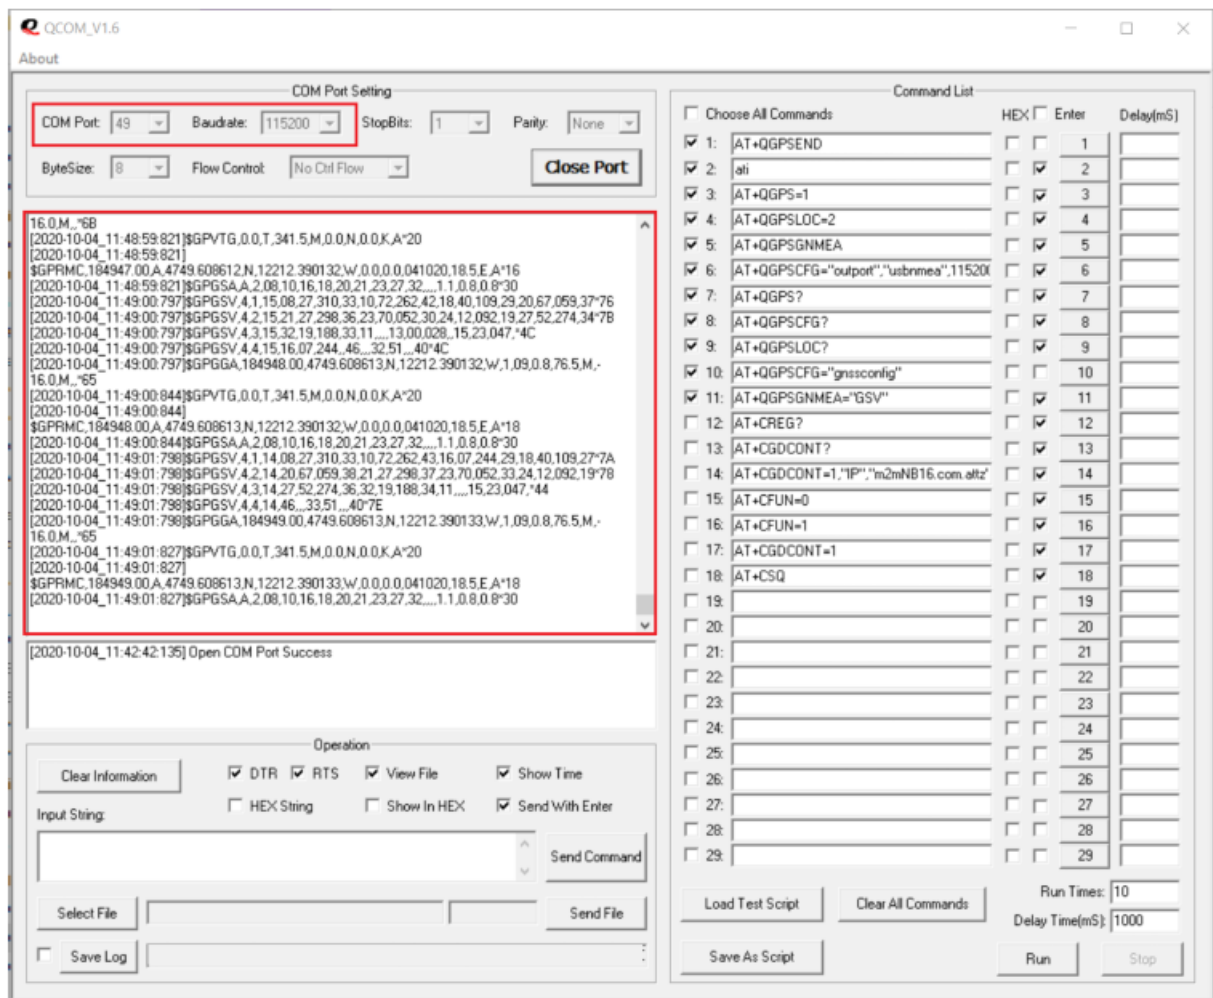 QCOM_V1.6
About
COM Port Setting
COM Port: 49 Baudrate: 115200 StopBits: 1 Parity: None
ByteSize: 8 Flow Control: No Ctrl Flow Close Port
16.0,M,,*6B
[2020-10-04_11:48:59:821]$GPVTG,0.0,T,341.5,M,0.0,N,0.0,K,A*20
[2020-10-04_11:48:59:821]
$GPRMC,184947.00,A,4749.608612,N,12212.390132,W,0.0,0.0,041020,18.5,E,A*16
[2020-10-04_11:48:59:821]$GPGSA,A,2,08,10,16,18,20,21,23,27,32,,,,1.1,0.8,0.8*30
[2020-10-04_11:49:00:797]$GPGSV,4,1,15,08,27,310,33,10,72,262,42,18,40,109,29,20,67,059,37*76
[2020-10-04_11:49:00:797]$GPGSV,4,2,15,21,27,298,36,23,70,052,30,24,12,092,19,27,52,274,34*7B
[2020-10-04_11:49:00:797]$GPGSV,4,3,15,32,19,188,33,11,,,,13,00,028,,15,23,047,*4C
[2020-10-04_11:49:00:797]$GPGSV,4,4,15,16,07,244,,46,,,32,51,,,40*4C
[2020-10-04_11:49:00:797]$GPGGA,184948.00,4749.608613,N,12212.390132,W,1,09,0.8,76.5,M,-
16.0,M,,*65
[2020-10-04_11:49:00:844]$GPVTG,0.0,T,341.5,M,0.0,N,0.0,K,A*20
[2020-10-04_11:49:00:844]
$GPRMC,184948.00,A,4749.608613,N,12212.390132,W,0.0,0.0,041020,18.5,E,A*18
[2020-10-04_11:49:00:844]$GPGSA,A,2,08,10,16,18,20,21,23,27,32,,,,1.1,0.8,0.8*30
[2020-10-04_11:49:01:798]$GPGSV,4,1,14,08,27,310,33,10,72,262,43,16,07,244,29,18,40,109,27*7A
[2020-10-04_11:49:01:798]$GPGSV,4,2,14,20,67,059,38,21,27,298,37,23,70,052,33,24,12,092,19*78
[2020-10-04_11:49:01:798]$GPGSV,4,3,14,27,52,274,36,32,19,188,34,11,,,,15,23,047,*44
[2020-10-04_11:49:01:798]$GPGSV,4,4,14,46,,,33,51,,,40*7E
[2020-10-04_11:49:01:798]$GPGGA,184949.00,4749.608613,N,12212.390133,W,1,09,0.8,76.5,M,-
16.0,M,,*65
[2020-10-04_11:49:01:827]$GPVTG,0.0,T,341.5,M,0.0,N,0.0,K,A*20
[2020-10-04_11:49:01:827]
$GPRMC,184949.00,A,4749.608613,N,12212.390133,W,0.0,0.0,041020,18.5,E,A*18
[2020-10-04_11:49:01:827]$GPGSA,A,2,08,10,16,18,20,21,23,27,32,,,,1.1,0.8,0.8*30
[2020-10-04_11:42:42:135] Open COM Port Success
Operation
Clear Information DTR RTS View File Show Time
HEX String Show In HEX Send With Enter
Input String:
Send Command
Select File Send File
Save Log
Command List
Choose All Commands HEX Enter Delay(mS)
1: AT+QGPSEND 1
2: ati 2
3: AT+QGPS=1 3
4: AT+QGPSLOC=2 4
5: AT+QGPSGNMEA 5
6: AT+QGPSCFG="outport","usbnmea",11520( 6
7: AT+QGPS? 7
8: AT+QGPSCFG? 8
9: AT+QGPSLOC? 9
10: AT+QGPSCFG="gnssconfig" 10
11: AT+QGPSGNMEA="GSV" 11
12: AT+CREG? 12
13: AT+CGDCONT? 13
14: AT+CGDCONT=1,"IP","m2mNB16.com.attz" 14
15: AT+CFUN=0 15
16: AT+CFUN=1 16
17: AT+CGDCONT=1 17
18: AT+CSQ 18
19: 19
20: 20
21: 21
22: 22
23: 23
24: 24
25: 25
26: 26
27: 27
28: 28
29: 29
Load Test Script Clear All Commands Run Times: 10
Delay Time(mS): 1000
Save As Script Run Stop